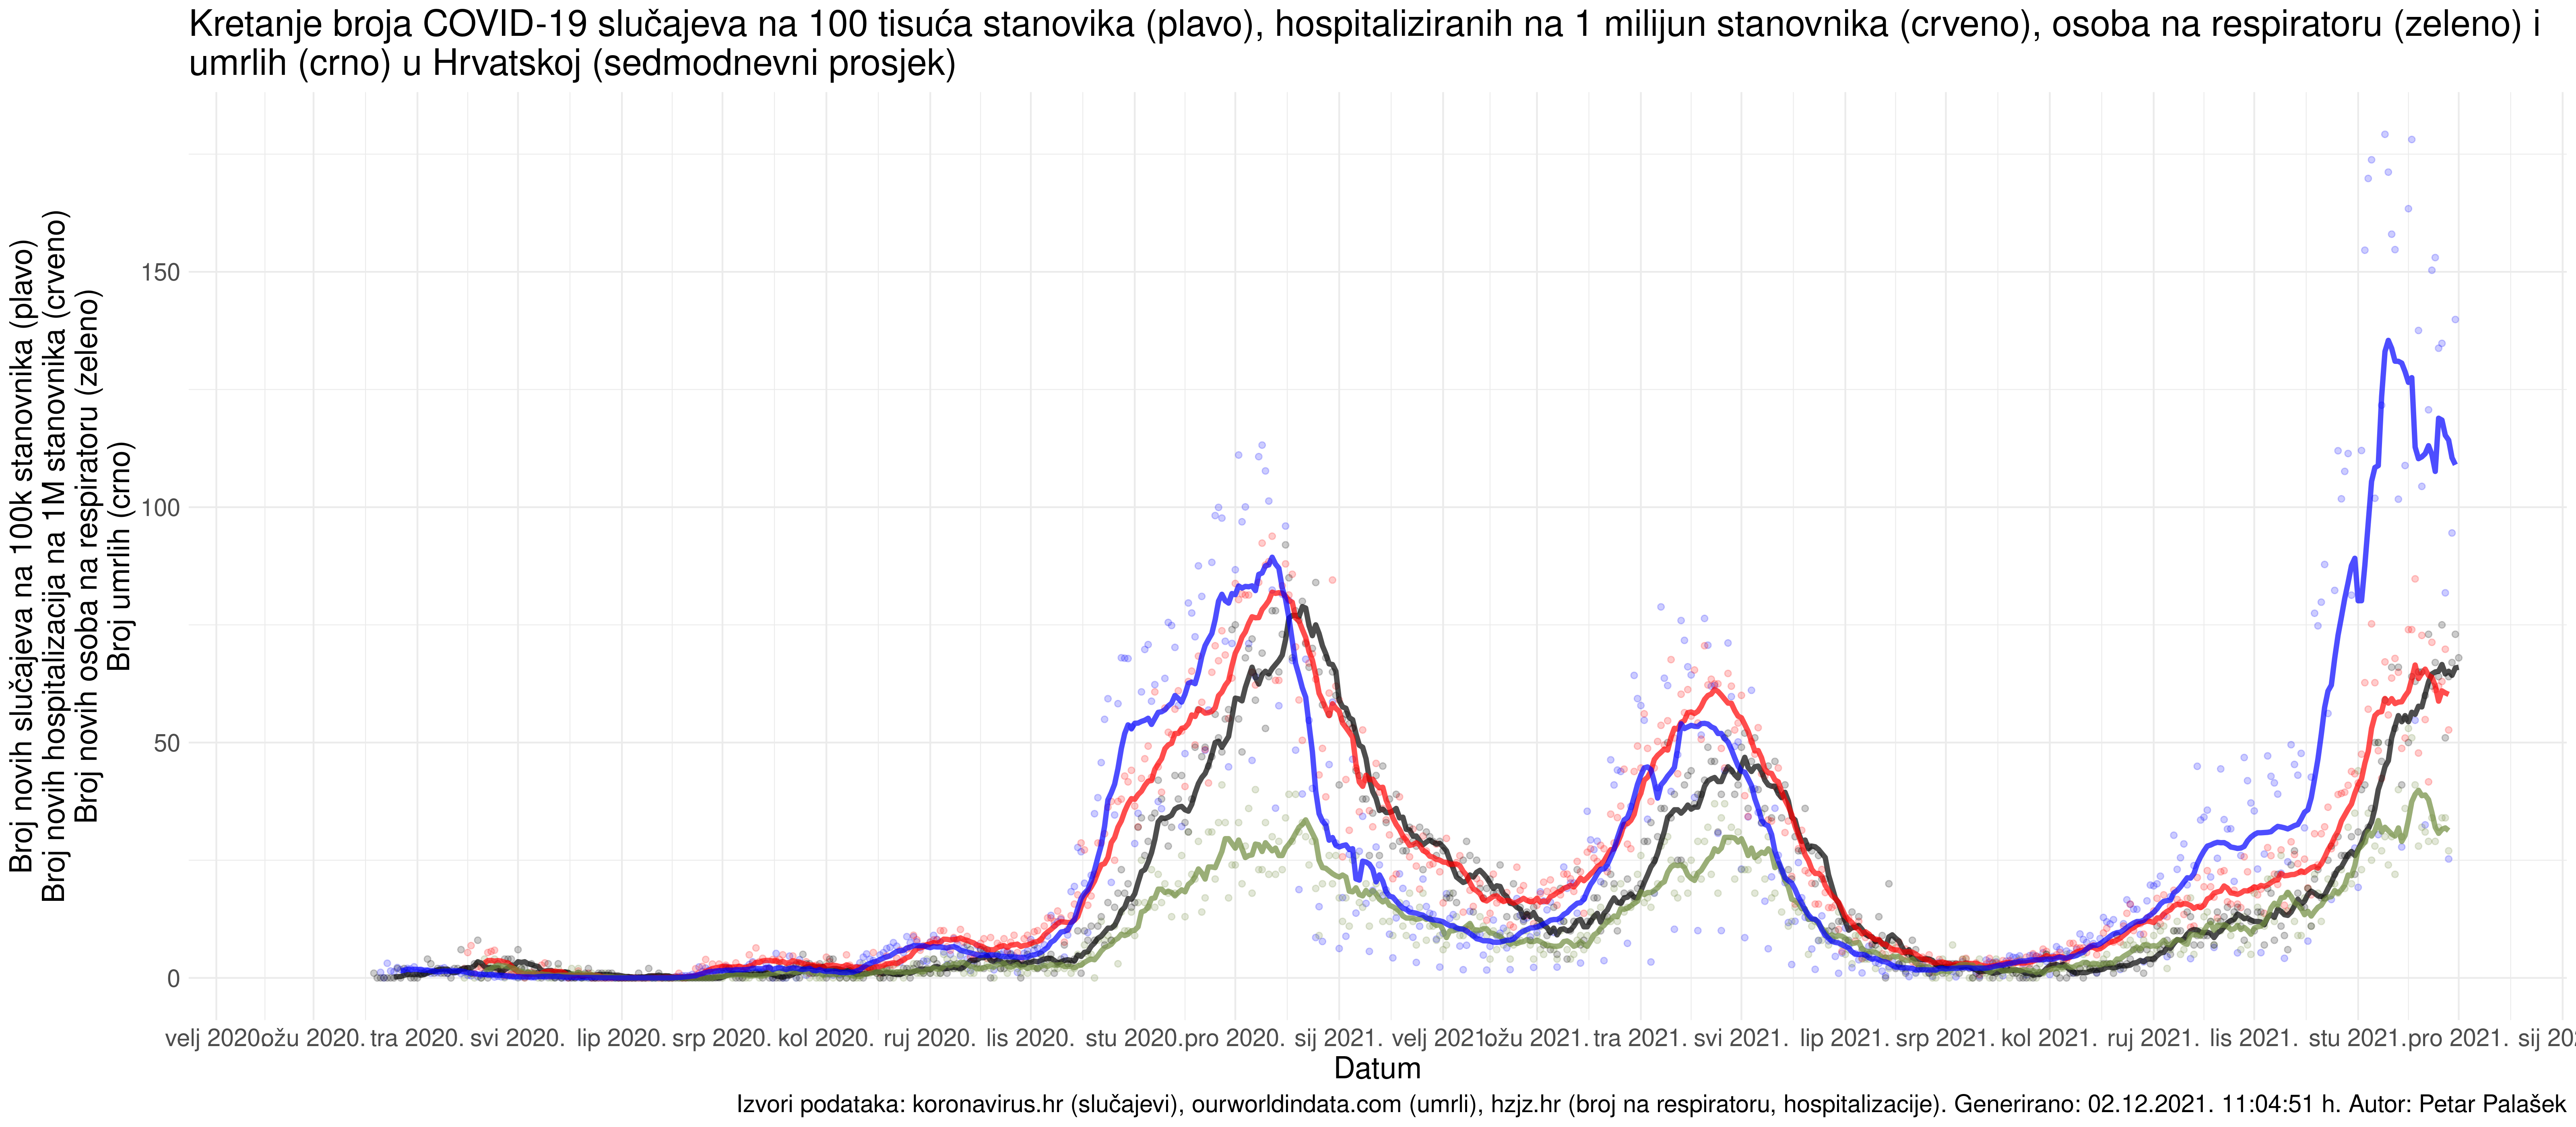 Kretanje broja COVID-19 slučajeva na 100 tisuća stanovika (plavo), hospitaliziranih na 1 milijun stanovnika (crveno), osoba na respiratoru (zeleno) i
umrlih (crno) u Hrvatskoj (sedmodnevni prosjek)
Broj novih slučajeva na 100k stanovnika (plavo)
Broj novih hospitalizacija na 1M stanovnika (crveno)
Broj novih osoba na respiratoru (zeleno)
Broj umrlih (crno)
150
100
50
0
velj 2020. ožu 2020. tra 2020. svi 2020. lip 2020. srp 2020. kol 2020. ruj 2020. lis 2020. stu 2020. pro 2020. sij 2021. velj 2021. ožu 2021. tra 2021. svi 2021. lip 2021. srp 2021. kol 2021. ruj 2021. lis 2021. stu 2021. pro 2021. sij 202
Datum
Izvori podataka: koronavirus.hr (slučajevi), ourworldindata.com (umrli), hzjz.hr (broj na respiratoru, hospitalizacije). Generirano: 02.12.2021. 11:04:51 h. Autor: Petar Palašek